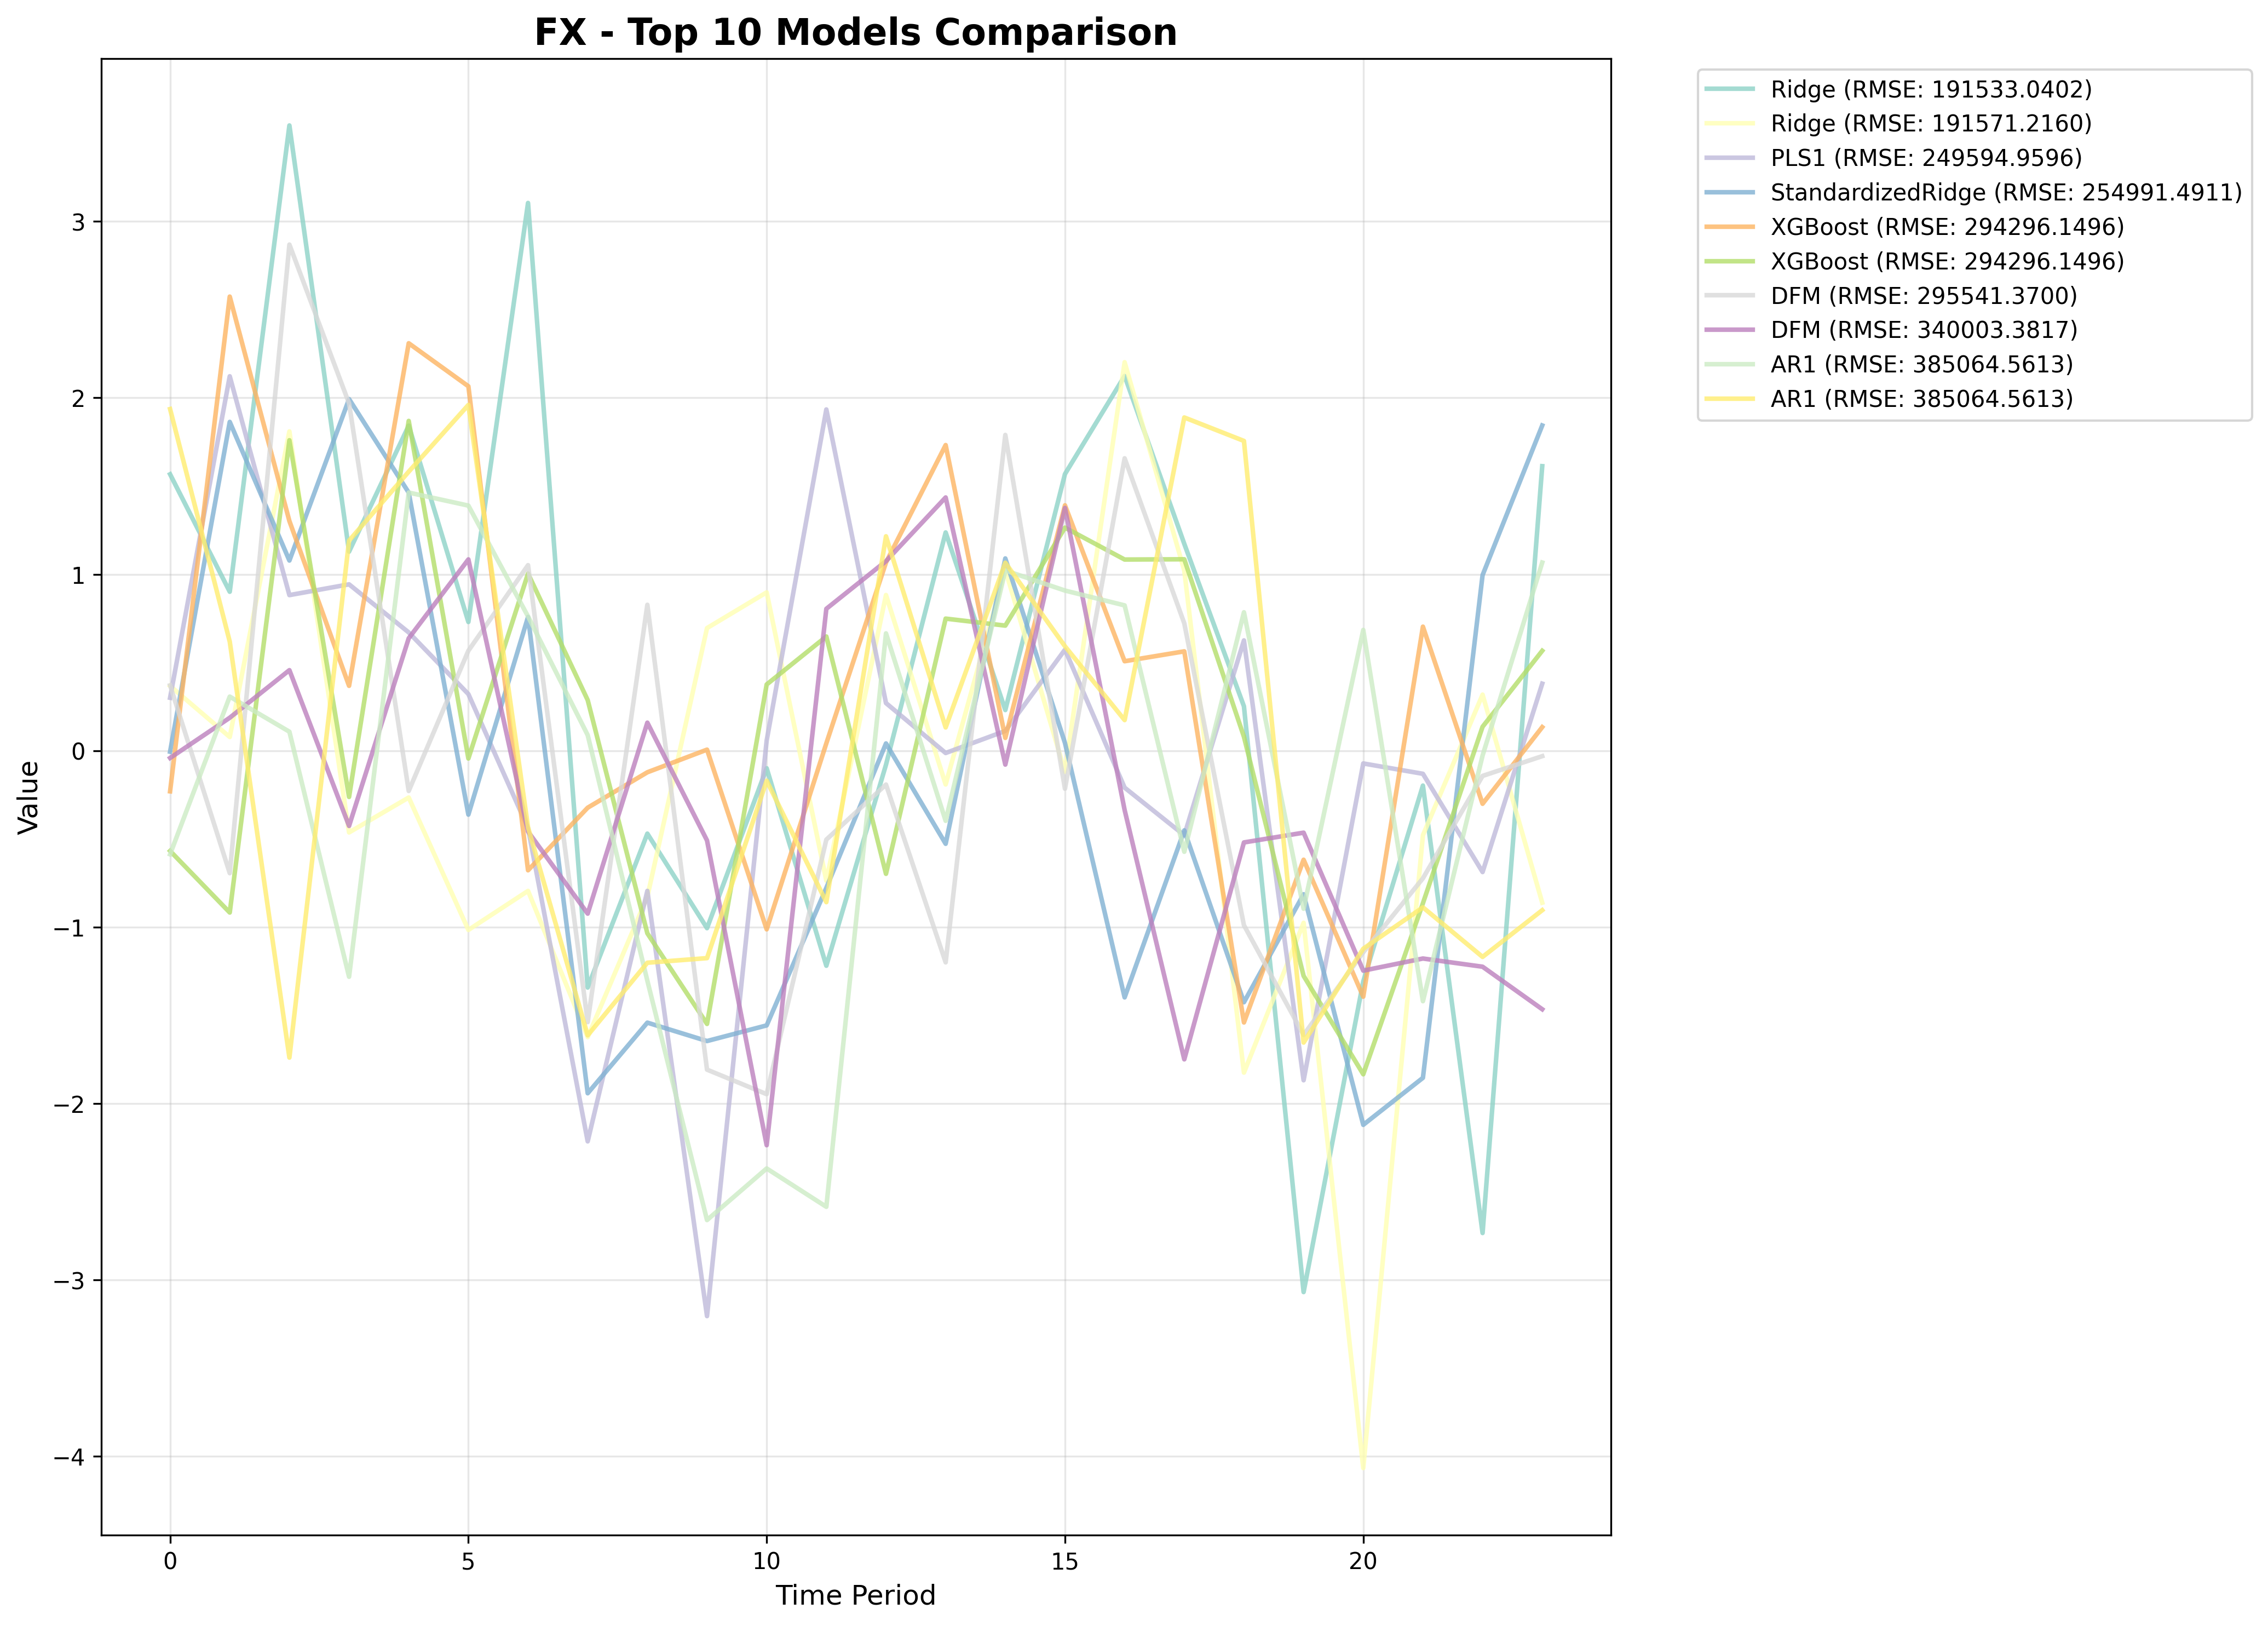 FX - Top 10 Models Comparison
Ridge (RMSE: 191533.0402)
Ridge (RMSE: 191571.2160)
PLS1 (RMSE: 249594.9596)
StandardizedRidge (RMSE: 254991.4911)
XGBoost (RMSE: 294296.1496)
XGBoost (RMSE: 294296.1496)
DFM (RMSE: 295541.3700)
DFM (RMSE: 340003.3817)
AR1 (RMSE: 385064.5613)
AR1 (RMSE: 385064.5613)
Value
3
2
1
0
−1
−2
−3
−4
0 5 10 15 20
Time Period